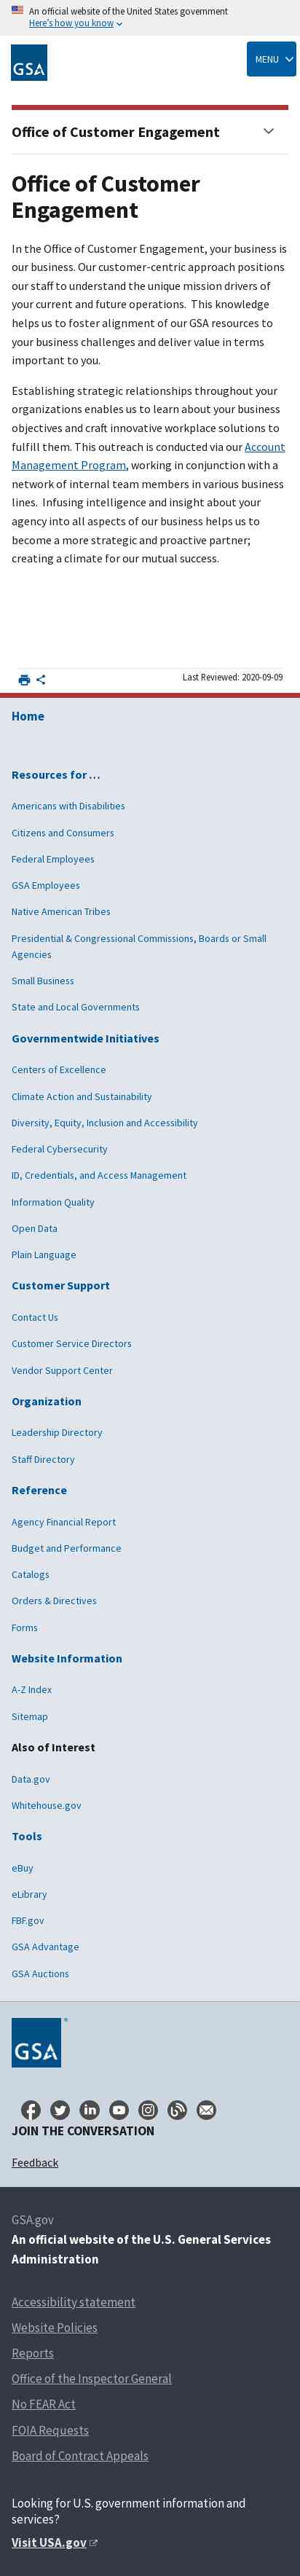 An official website of the United States government
Here's how you know
GSA
MENU
Office of Customer Engagement
Office of Customer
Engagement
In the Office of Customer Engagement, your business is
our business. Our customer-centric approach positions
our staff to understand the unique mission drivers of
your current and future operations.  This knowledge
helps us to foster alignment of our GSA resources to
your business challenges and deliver value in terms
important to you.
Establishing strategic relationships throughout your
organization enables us to learn about your business
objectives and craft innovative workplace solutions to
fulfill them. This outreach is conducted via our Account
Management Program, working in conjunction with a
network of internal team members in various business
lines.  Infusing intelligence and insight about your
agency into all aspects of our business helps us to
become a more strategic and proactive partner;
creating a climate for our mutual success.
Last Reviewed: 2020-09-09
Home
Resources for …
Americans with Disabilities
Citizens and Consumers
Federal Employees
GSA Employees
Native American Tribes
Presidential & Congressional Commissions, Boards or Small
Agencies
Small Business
State and Local Governments
Governmentwide Initiatives
Centers of Excellence
Climate Action and Sustainability
Diversity, Equity, Inclusion and Accessibility
Federal Cybersecurity
ID, Credentials, and Access Management
Information Quality
Open Data
Plain Language
Customer Support
Contact Us
Customer Service Directors
Vendor Support Center
Organization
Leadership Directory
Staff Directory
Reference
Agency Financial Report
Budget and Performance
Catalogs
Orders & Directives
Forms
Website Information
A-Z Index
Sitemap
Also of Interest
Data.gov
Whitehouse.gov
Tools
eBuy
eLibrary
FBF.gov
GSA Advantage
GSA Auctions
GSA
JOIN THE CONVERSATION
Feedback
GSA.gov
An official website of the U.S. General Services
Administration
Accessibility statement
Website Policies
Reports
Office of the Inspector General
No FEAR Act
FOIA Requests
Board of Contract Appeals
Looking for U.S. government information and
services?
Visit USA.gov